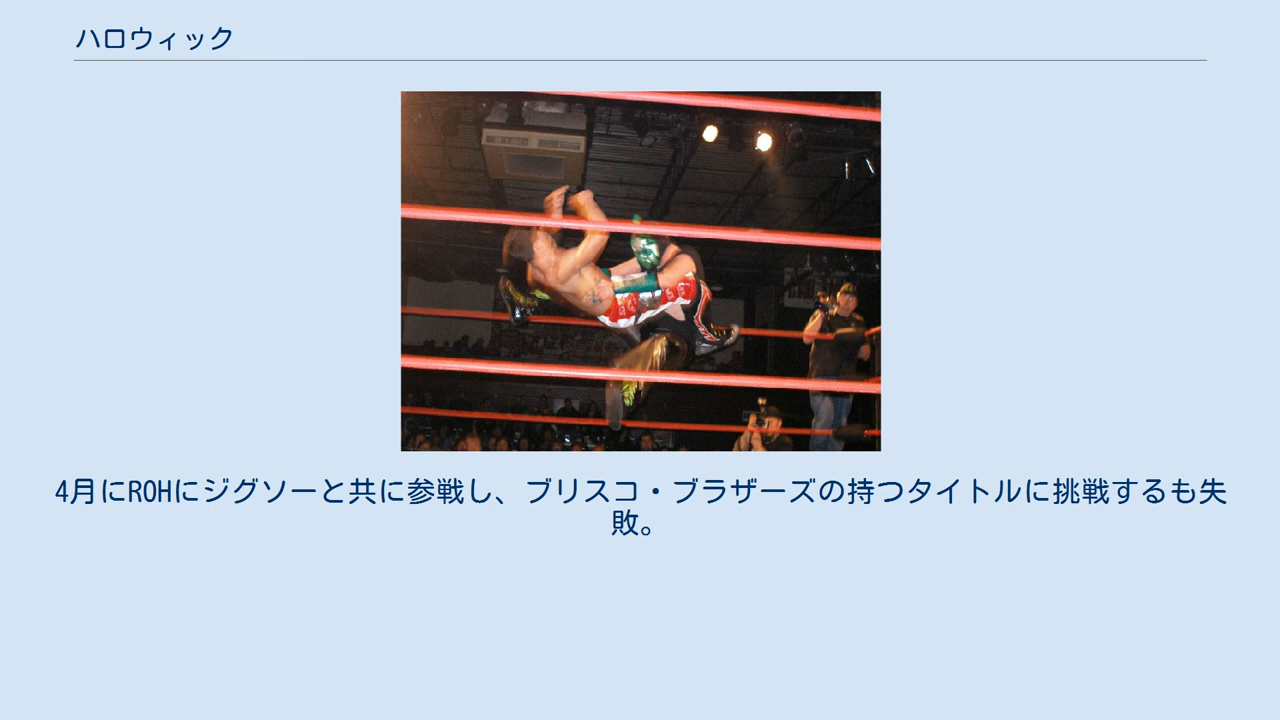 ハロウィック
4月にROHにジグソーと共に参戦し、ブリスコ・ブラザーズの持つタイトルに挑戦するも失
敗。